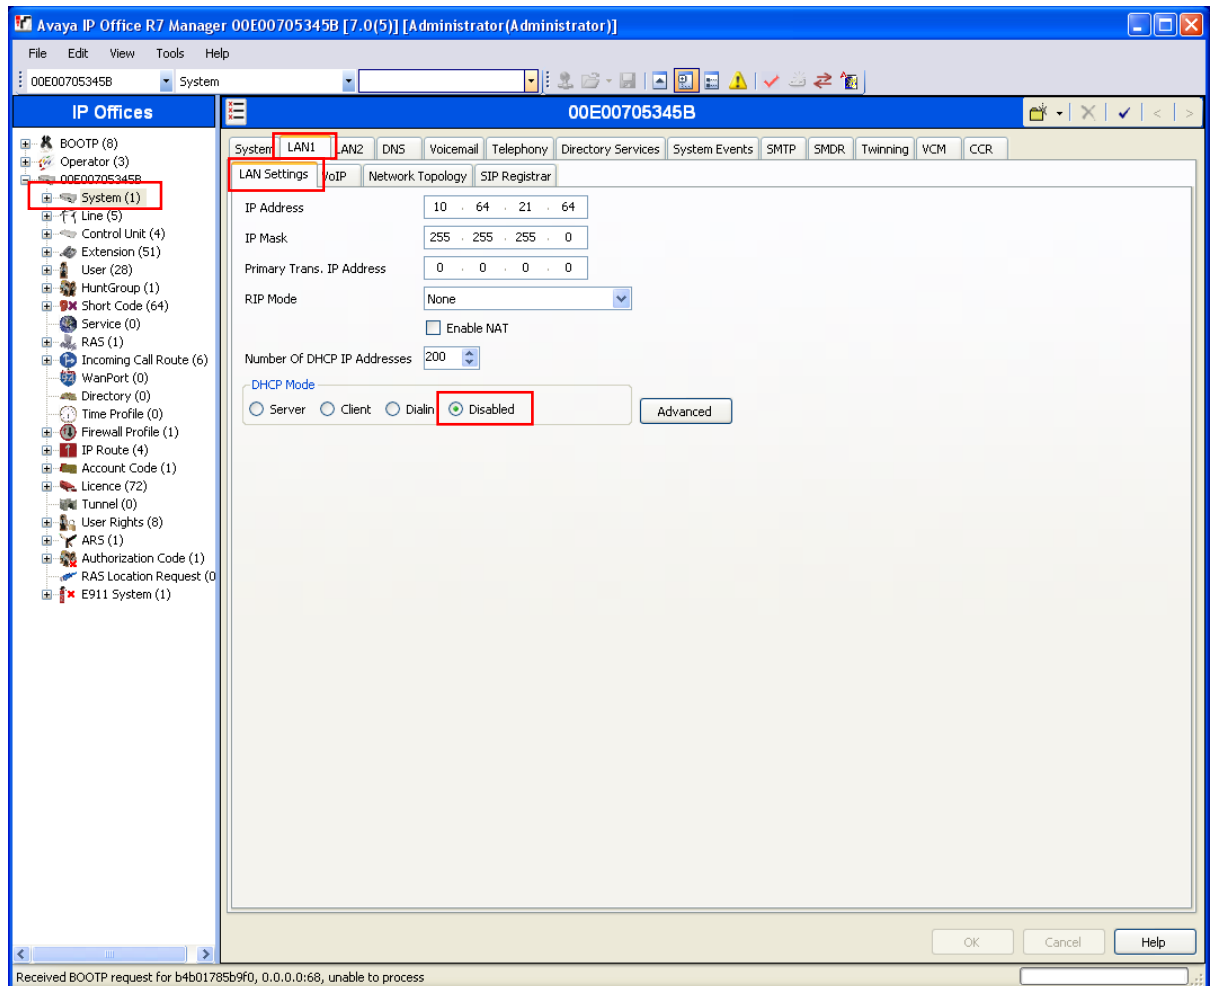 Avaya IP Office R7 Manager 00E00705345B [7.0(5)] [Administrator(Administrator)]
File Edit View Tools Help
00E00705345B System
IP Offices
00E00705345B
BOOTP (8)
Operator (3)
00E00705345B
System (1)
Line (5)
Control Unit (4)
Extension (51)
User (28)
HuntGroup (1)
Short Code (64)
Service (0)
RAS (1)
Incoming Call Route (6)
WanPort (0)
Directory (0)
Time Profile (0)
Firewall Profile (1)
IP Route (4)
Account Code (1)
Licence (72)
Tunnel (0)
User Rights (8)
ARS (1)
Authorization Code (1)
RAS Location Request (0
E911 System (1)
System LAN1 LAN2 DNS Voicemail Telephony Directory Services System Events SMTP SMDR Twinning VCM CCR
LAN Settings VoIP Network Topology SIP Registrar
IP Address 10 . 64 . 21 . 64
IP Mask 255 . 255 . 255 . 0
Primary Trans. IP Address 0 . 0 . 0 . 0
RIP Mode None
Enable NAT
Number Of DHCP IP Addresses 200
DHCP Mode
Server Client Dialin Disabled Advanced
OK Cancel Help
Received BOOTP request for b4b01785b9f0, 0.0.0.0:68, unable to process